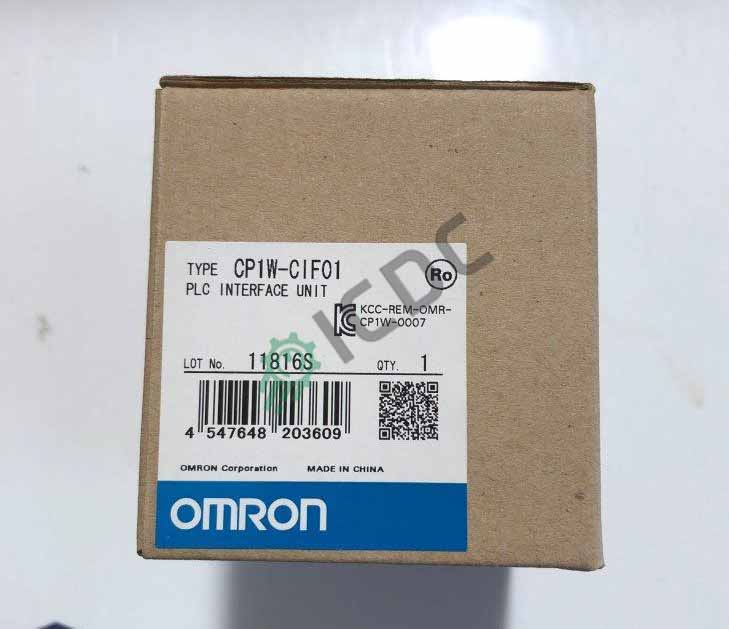 TYPE CP1W-CIF01
PLC INTERFACE UNIT
Ro
KCC-REM-OMR-
CP1W-0007
LOT No. 11816S QTY. 1
4 547648 203609
OMRON Corporation MADE IN CHINA
OMRON
ICDC